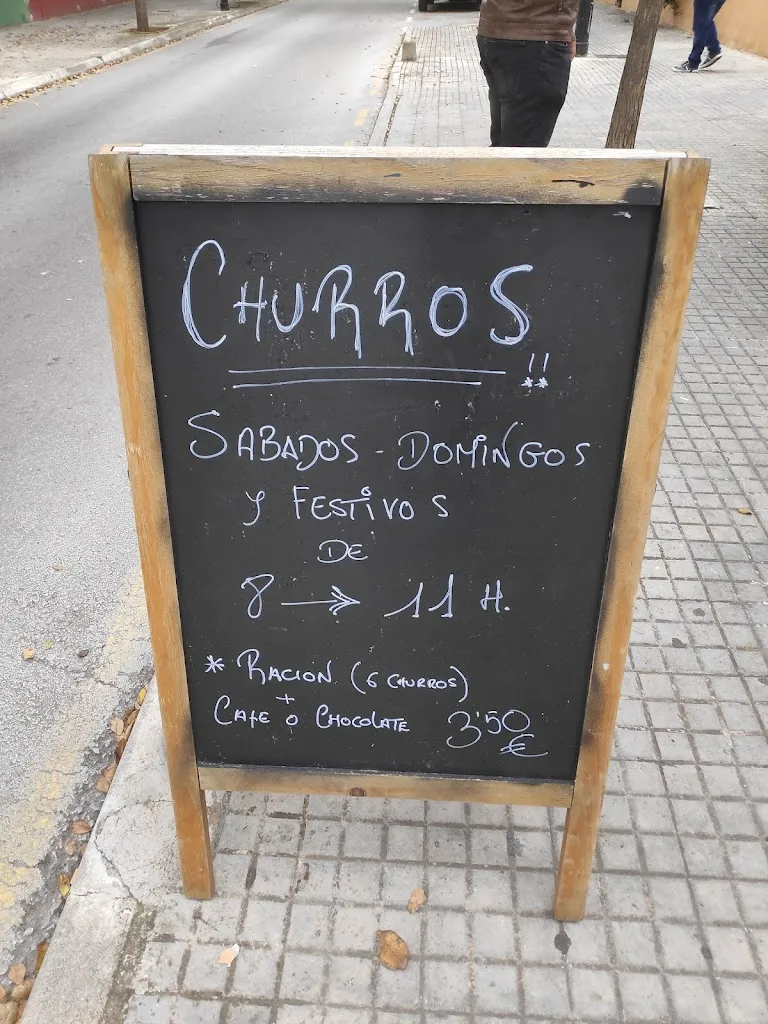 CHURROS !!
SABADOS - DOMINGOS
Y FESTIVOS
DE
8 → 11 H.
* RACION (6 CHURROS)
+
CAFE O CHOCOLATE 3'50 €